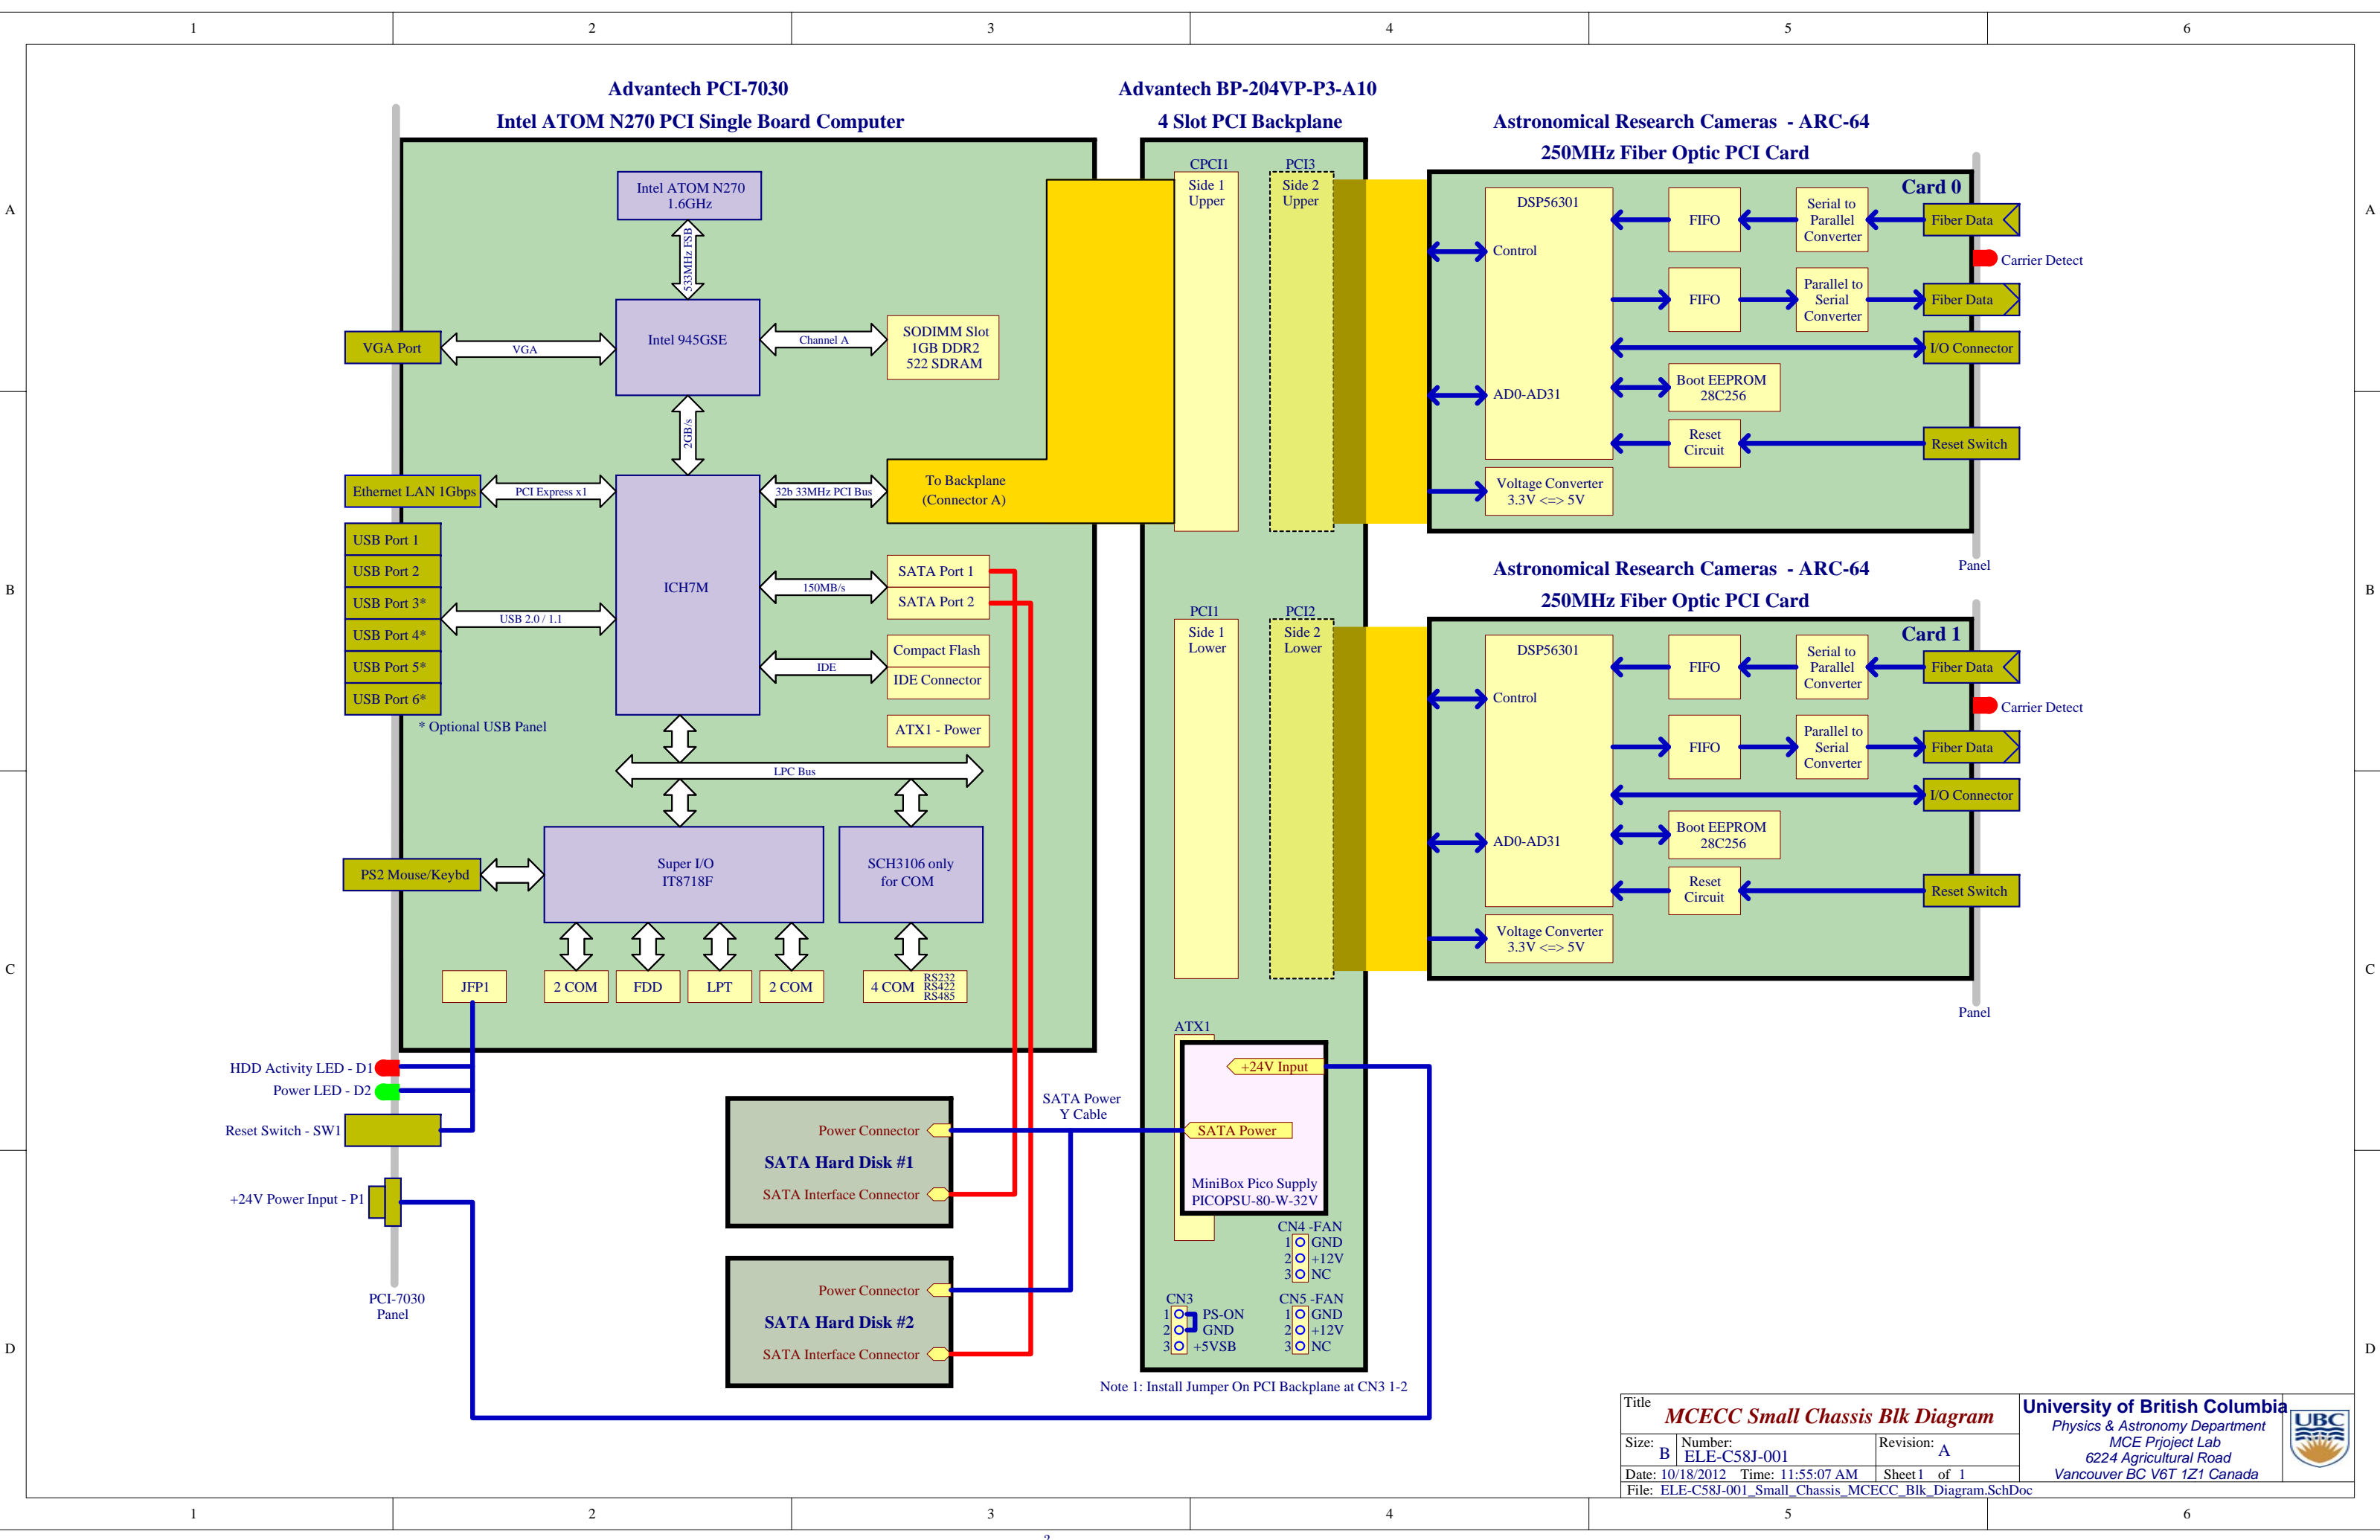 1
2
3
4
5
6
A
A
B
B
C
C
D
D
Advantech PCI-7030
Intel ATOM N270 PCI Single Board Computer
Intel ATOM N270
1.6GHz
533MHz FSB
Intel 945GSE
VGA Port
VGA
Channel A
SODIMM Slot
1GB DDR2
522 SDRAM
2GB/s
Ethernet LAN 1Gbps
PCI Express x1
32b 33MHz PCI Bus
To Backplane
(Connector A)
USB Port 1
USB Port 2
USB Port 3*
USB Port 4*
USB Port 5*
USB Port 6*
* Optional USB Panel
USB 2.0 / 1.1
ICH7M
150MB/s
SATA Port 1
SATA Port 2
IDE
Compact Flash
IDE Connector
ATX1 - Power
LPC Bus
PS2 Mouse/Keybd
Super I/O
IT8718F
SCH3106 only
for COM
JFP1
2 COM
FDD
LPT
2 COM
4 COM
RS232
RS422
RS485
HDD Activity LED - D1
Power LED - D2
Reset Switch - SW1
+24V Power Input - P1
PCI-7030
Panel
Power Connector
SATA Hard Disk #1
SATA Interface Connector
Power Connector
SATA Hard Disk #2
SATA Interface Connector
SATA Power
Y Cable
Advantech BP-204VP-P3-A10
4 Slot PCI Backplane
CPCI1
Side 1
Upper
PCI3
Side 2
Upper
PCI1
Side 1
Lower
PCI2
Side 2
Lower
ATX1
+24V Input
SATA Power
MiniBox Pico Supply
PICOPSU-80-W-32V
CN4 -FAN
1 GND
2 +12V
3 NC
CN3
1 PS-ON
2 GND
3 +5VSB
CN5 -FAN
1 GND
2 +12V
3 NC
Note 1: Install Jumper On PCI Backplane at CN3 1-2
Astronomical Research Cameras - ARC-64
250MHz Fiber Optic PCI Card
Card 0
DSP56301
Control
AD0-AD31
FIFO
Serial to
Parallel
Converter
Fiber Data
Carrier Detect
FIFO
Parallel to
Serial
Converter
Fiber Data
I/O Connector
Boot EEPROM
28C256
Reset
Circuit
Reset Switch
Voltage Converter
3.3V <=> 5V
Panel
Astronomical Research Cameras - ARC-64
250MHz Fiber Optic PCI Card
Card 1
DSP56301
Control
AD0-AD31
FIFO
Serial to
Parallel
Converter
Fiber Data
Carrier Detect
FIFO
Parallel to
Serial
Converter
Fiber Data
I/O Connector
Boot EEPROM
28C256
Reset
Circuit
Reset Switch
Voltage Converter
3.3V <=> 5V
Panel
Title
MCECC Small Chassis Blk Diagram
Size: B
Number: ELE-C58J-001
Revision: A
Date: 10/18/2012 Time: 11:55:07 AM Sheet 1 of 1
File: ELE-C58J-001_Small_Chassis_MCECC_Blk_Diagram.SchDoc
University of British Columbia
Physics & Astronomy Department
MCE Prjoject Lab
6224 Agricultural Road
Vancouver BC V6T 1Z1 Canada
UBC
1
2
3
4
5
6